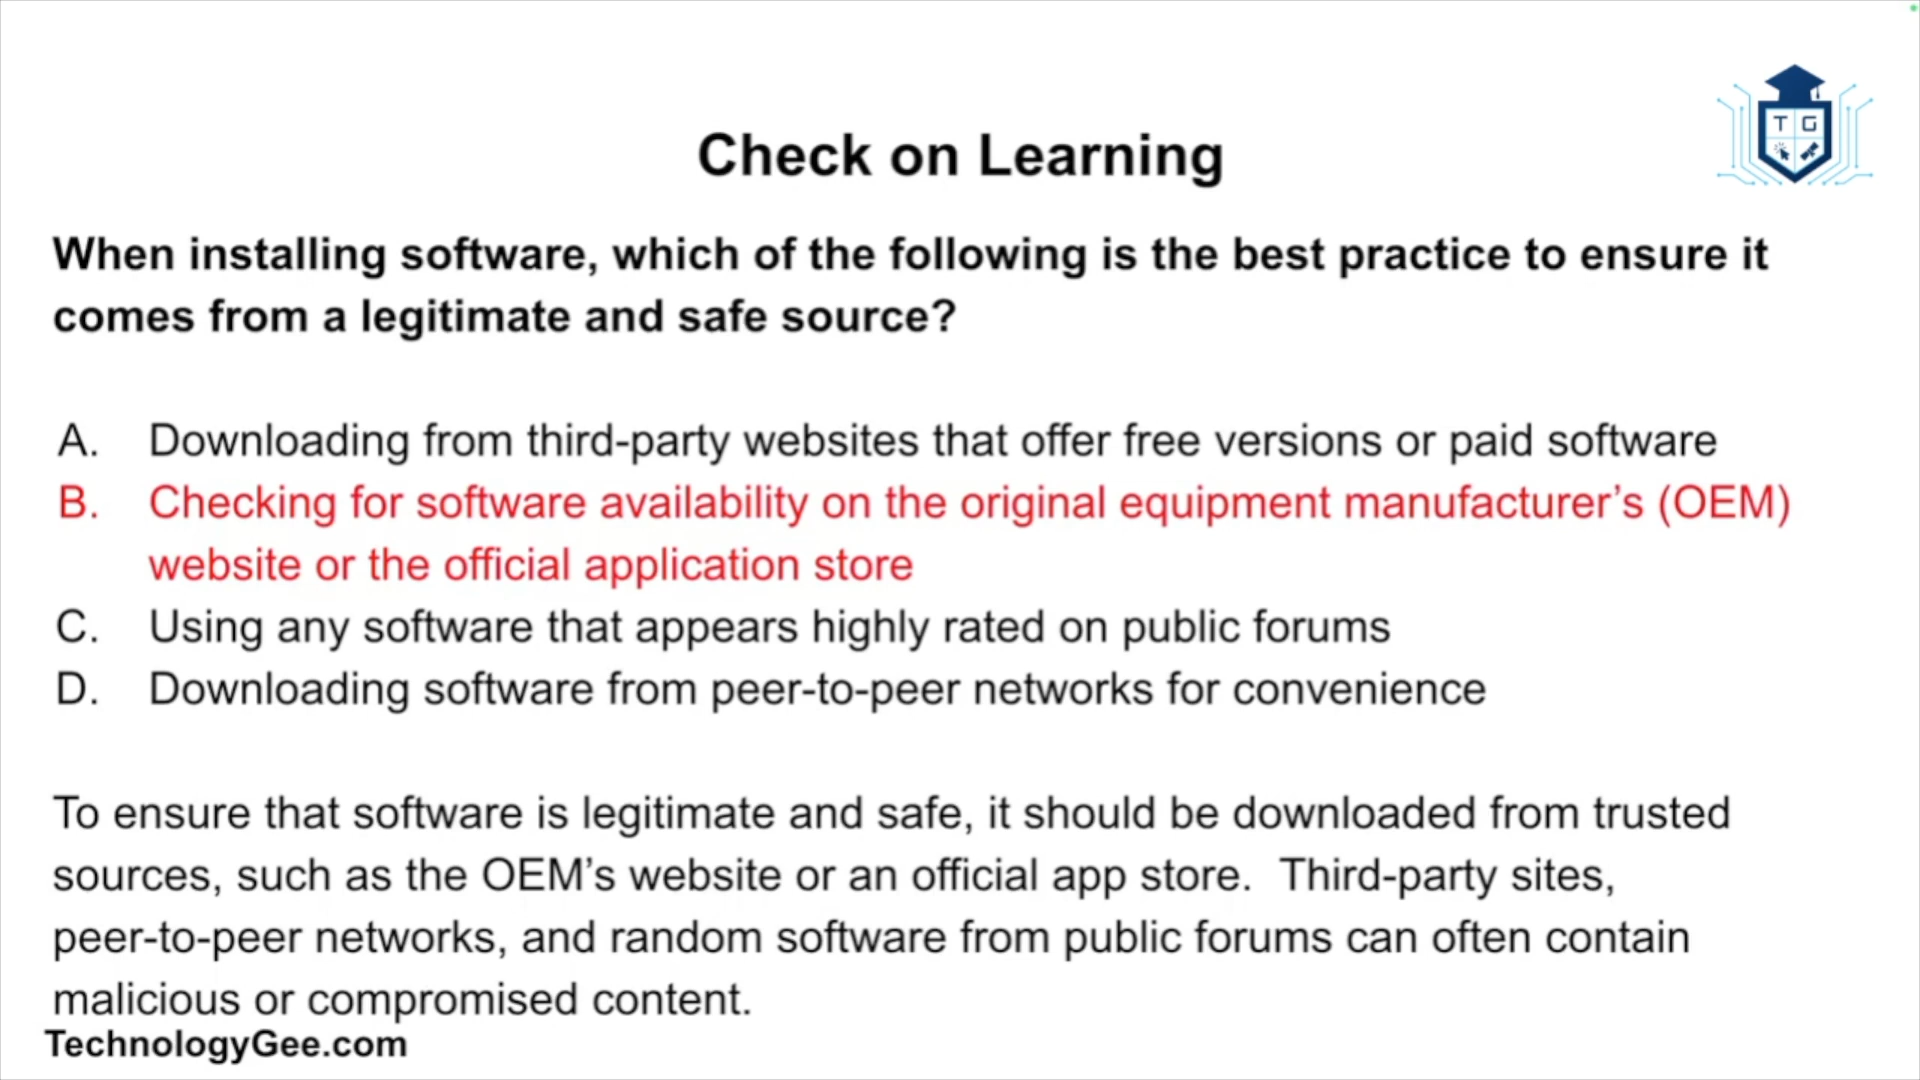 T G
Check on Learning
When installing software, which of the following is the best practice to ensure it
comes from a legitimate and safe source?
A. Downloading from third-party websites that offer free versions or paid software
B. Checking for software availability on the original equipment manufacturer’s (OEM)
website or the official application store
C. Using any software that appears highly rated on public forums
D. Downloading software from peer-to-peer networks for convenience
To ensure that software is legitimate and safe, it should be downloaded from trusted
sources, such as the OEM’s website or an official app store. Third-party sites,
peer-to-peer networks, and random software from public forums can often contain
malicious or compromised content.
TechnologyGee.com